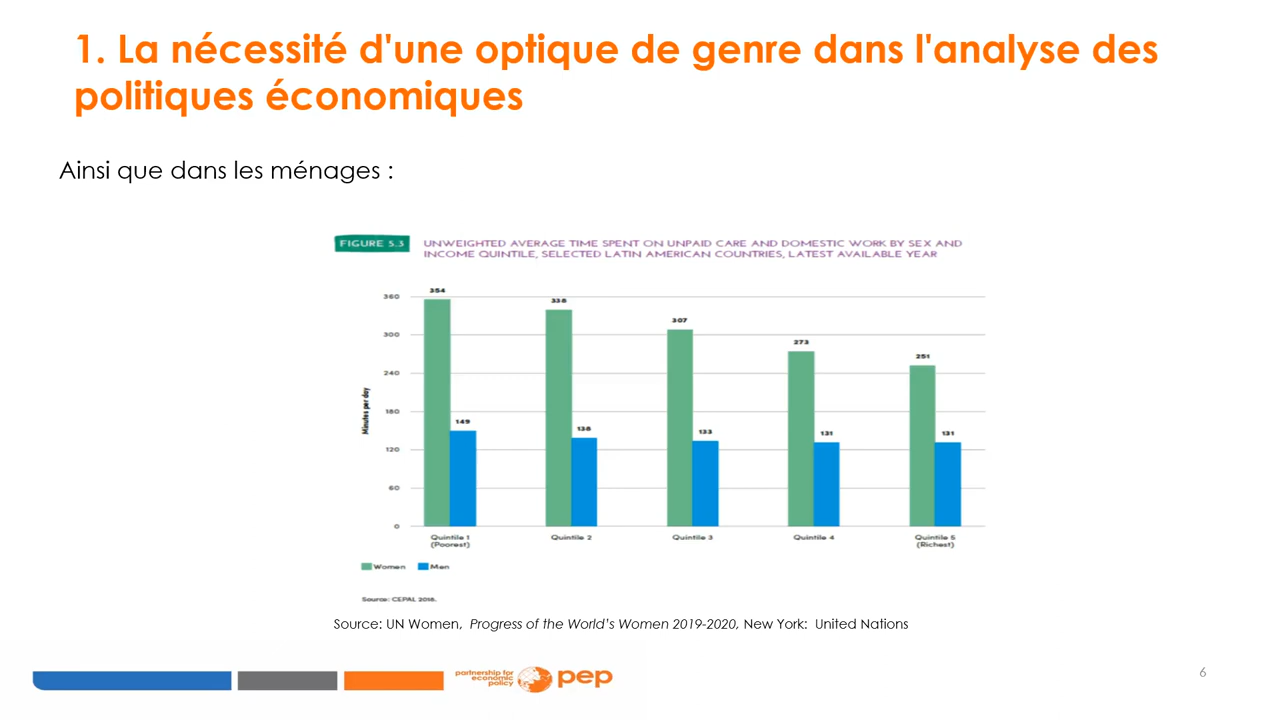 1. La nécessité d'une optique de genre dans l'analyse des
politiques économiques
Ainsi que dans les ménages :
FIGURE 5.3
UNWEIGHTED AVERAGE TIME SPENT ON UNPAID CARE AND DOMESTIC WORK BY SEX AND
INCOME QUINTILE, SELECTED LATIN AMERICAN COUNTRIES, LATEST AVAILABLE YEAR
Minutes per day
360
300
240
180
120
60
0
354
149
338
138
307
133
273
131
251
131
Quintile 1
(Poorest)
Quintile 2
Quintile 3
Quintile 4
Quintile 5
(Richest)
Women
Men
Source: CEPAL 2018.
Source: UN Women, Progress of the World's Women 2019-2020, New York: United Nations
partnership for
economic
policy
pep
6